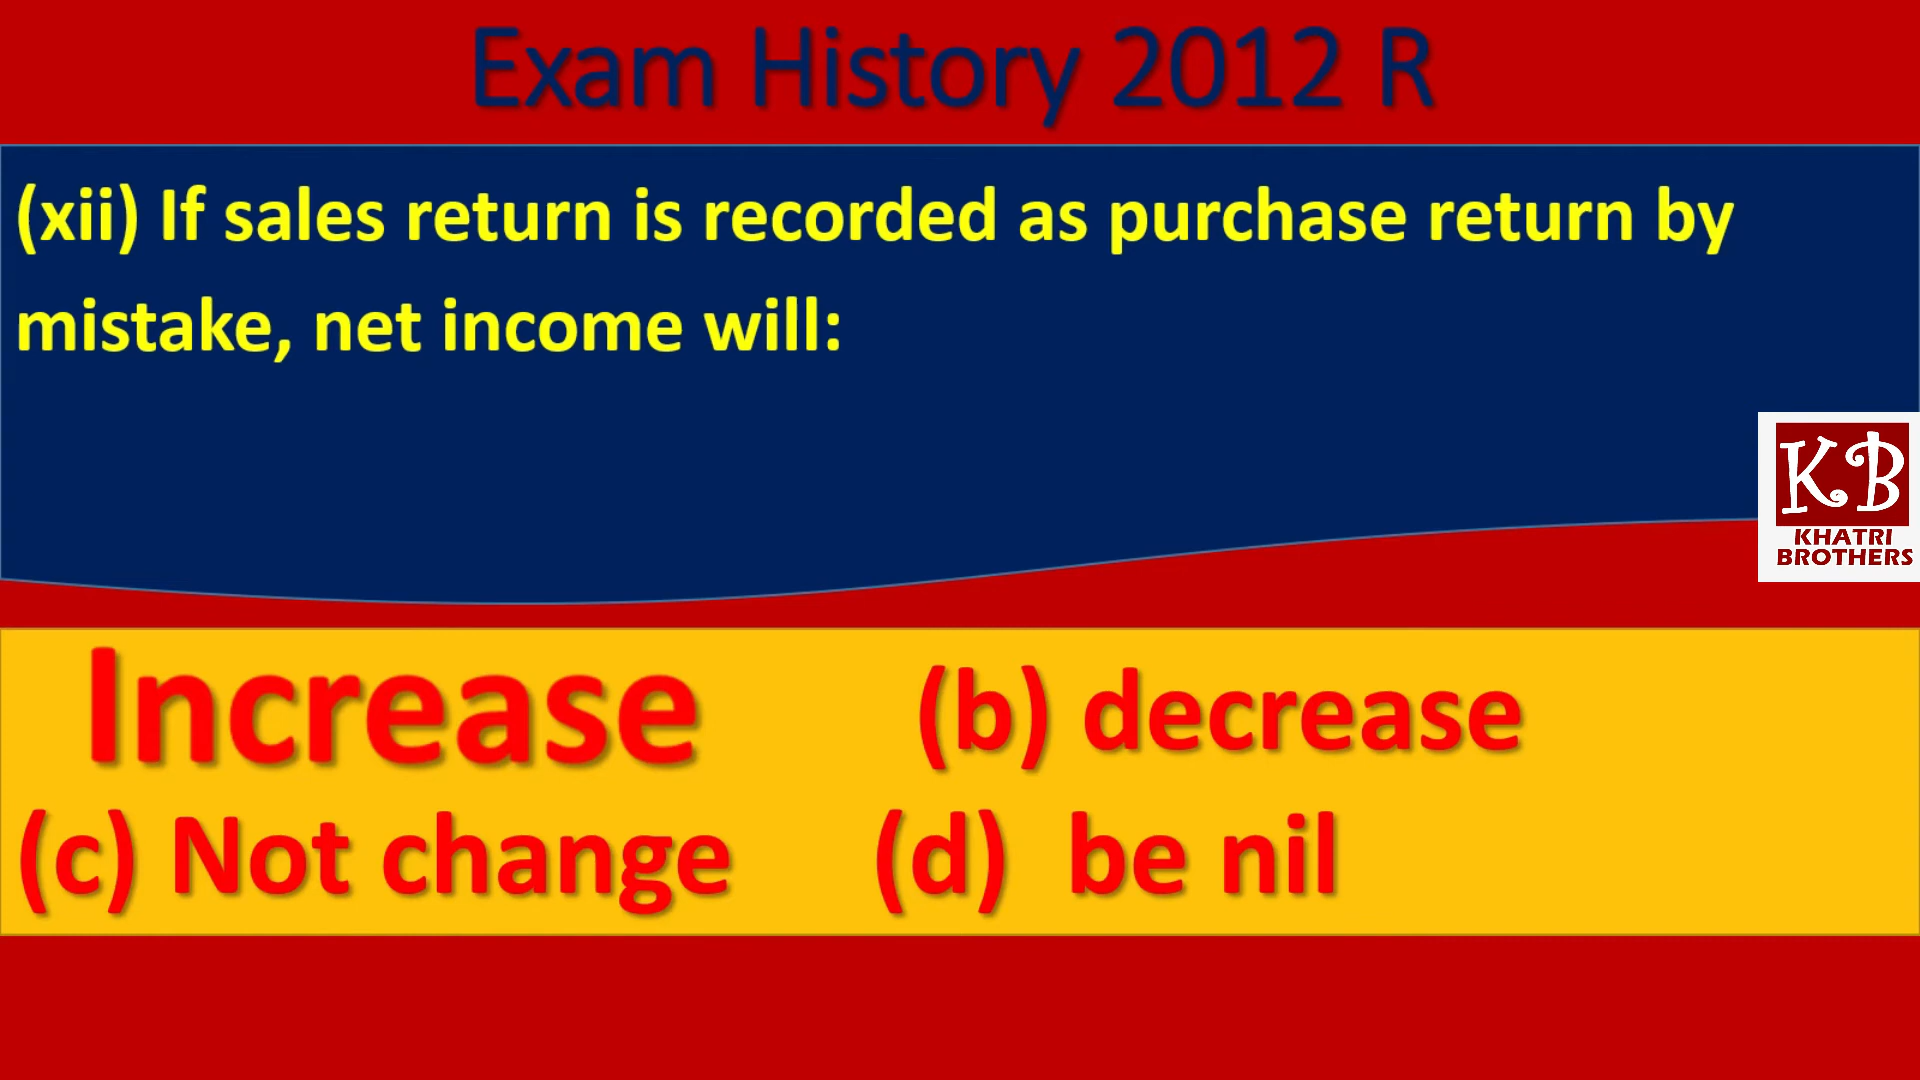 Exam History 2012 R
(xii) If sales return is recorded as purchase return by
mistake, net income will:
KB
KHATRI
BROTHERS
Increase (b) decrease
(c) Not change (d) be nil